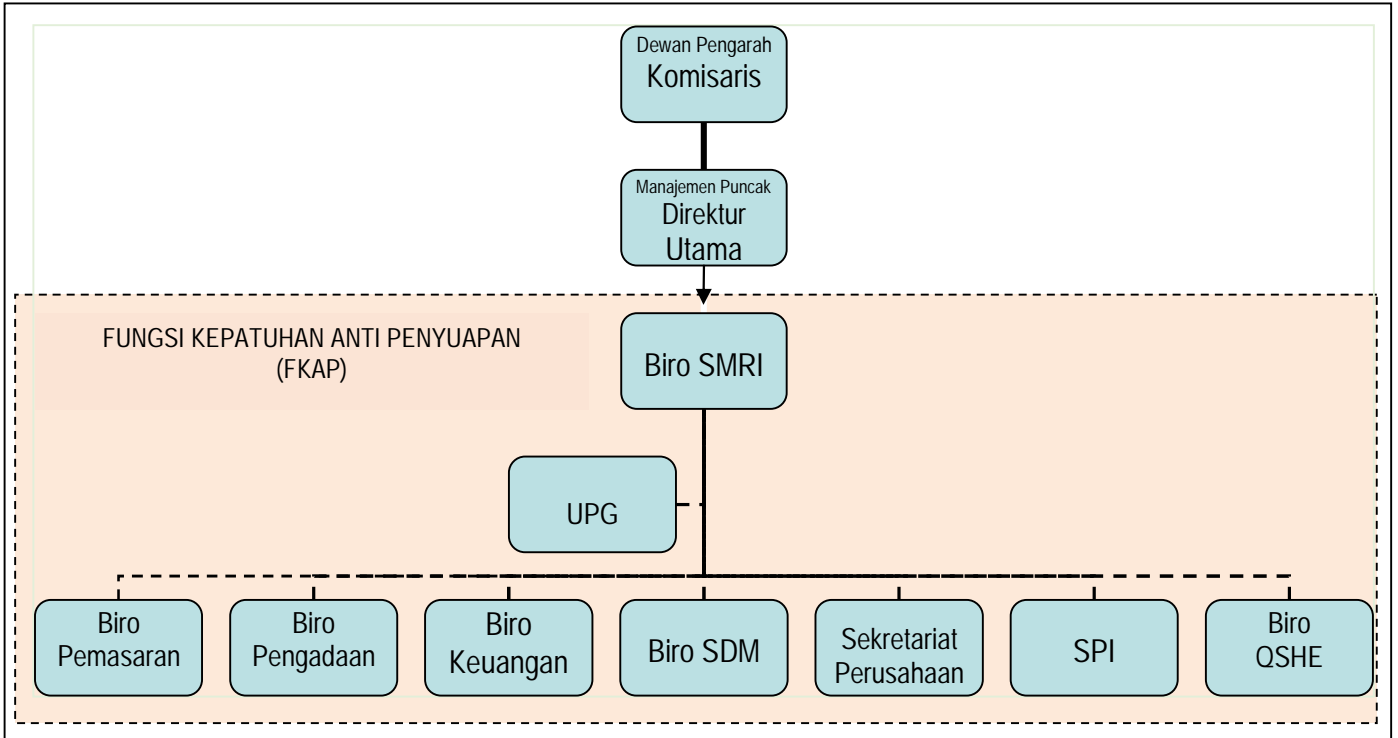 Dewan Pengarah
Komisaris
Manajemen Puncak
Direktur
Utama
FUNGSI KEPATUHAN ANTI PENYUAPAN
(FKAP)
Biro SMRI
UPG
Biro
Pemasaran
Biro
Pengadaan
Biro
Keuangan
Biro SDM
Sekretariat
Perusahaan
SPI
Biro
QSHE